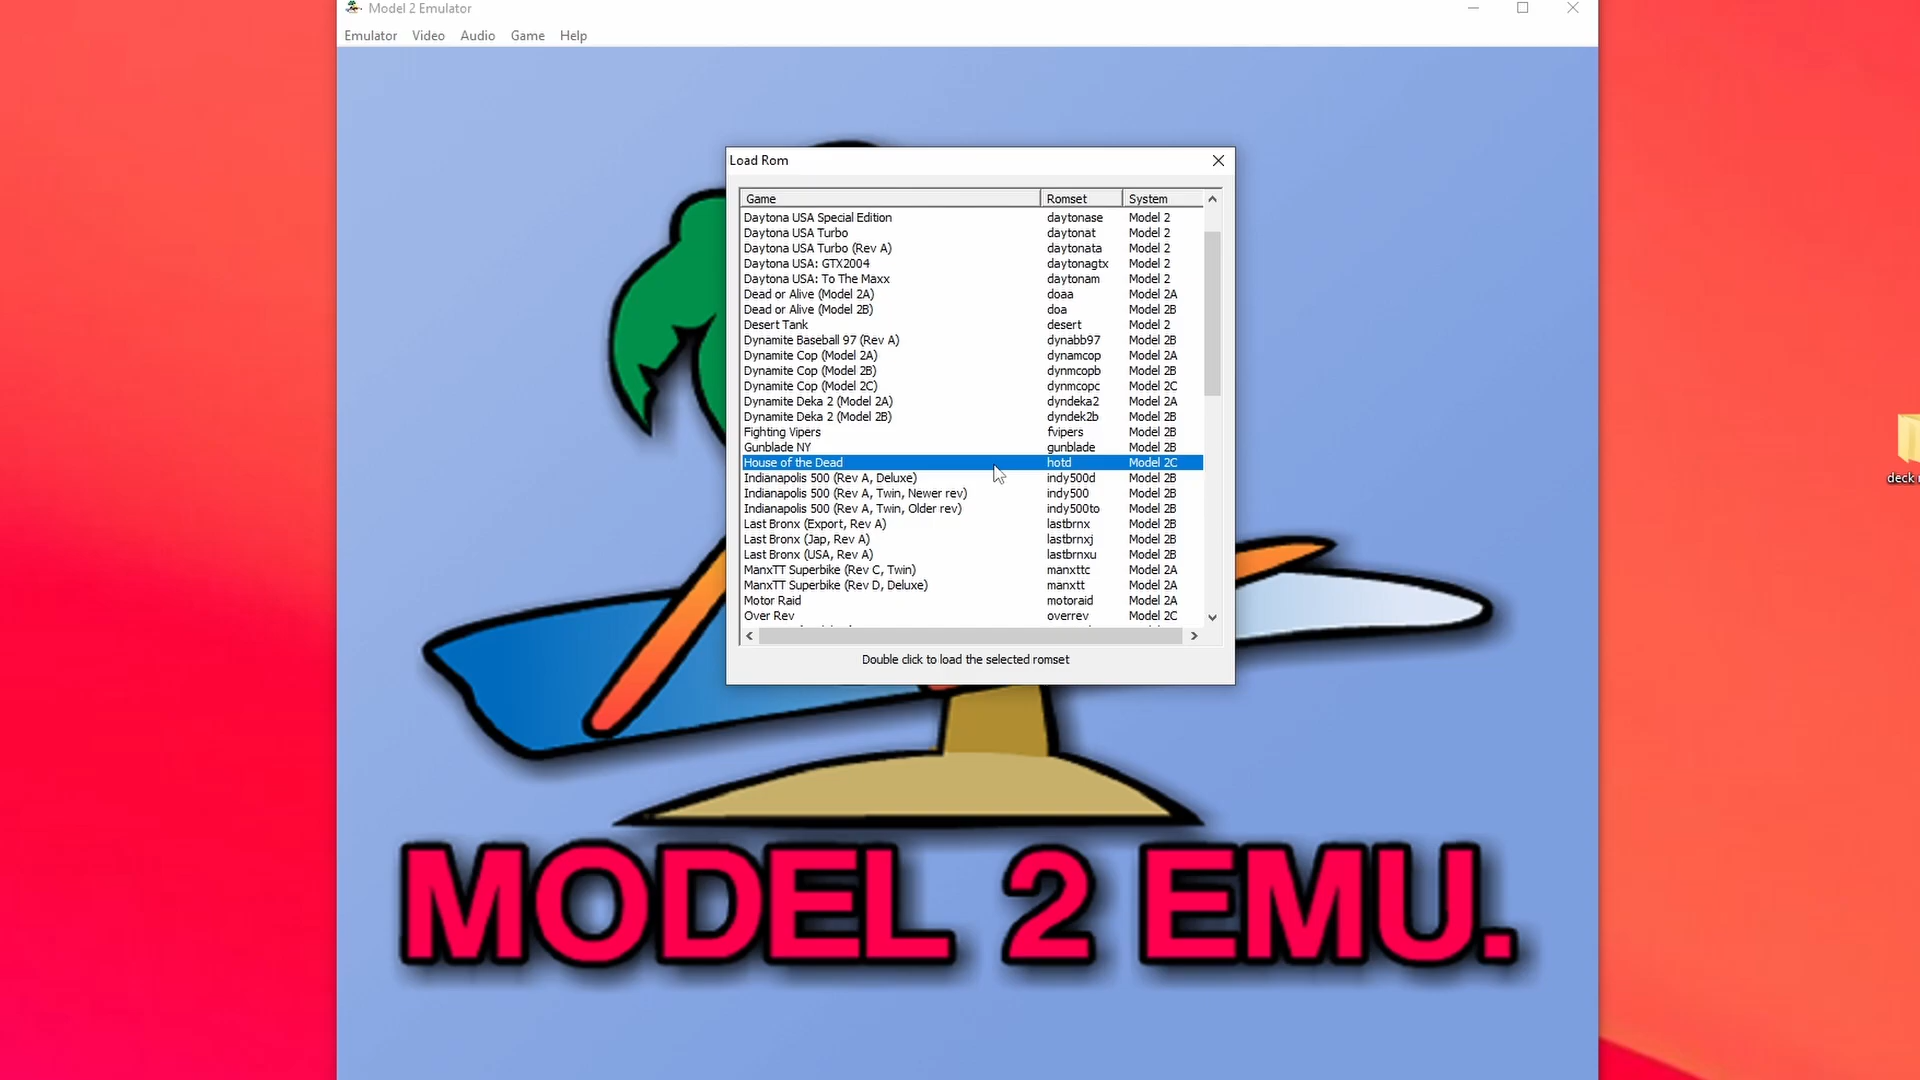 Model 2 Emulator
Emulator Video Audio Game Help
Load Rom
Game Romset System
Daytona USA Special Edition daytonase Model 2
Daytona USA Turbo daytonat Model 2
Daytona USA Turbo (Rev A) daytonata Model 2
Daytona USA: GTX2004 daytonagtx Model 2
Daytona USA: To The Maxx daytonam Model 2
Dead or Alive (Model 2A) doaa Model 2A
Dead or Alive (Model 2B) doa Model 2B
Desert Tank desert Model 2
Dynamite Baseball 97 (Rev A) dynabb97 Model 2B
Dynamite Cop (Model 2A) dynamcop Model 2A
Dynamite Cop (Model 2B) dynmcopb Model 2B
Dynamite Cop (Model 2C) dynmcopc Model 2C
Dynamite Deka 2 (Model 2A) dyndeka2 Model 2A
Dynamite Deka 2 (Model 2B) dyndek2b Model 2B
Fighting Vipers fvipers Model 2B
Gunblade NY gunblade Model 2B
House of the Dead hotd Model 2C
Indianapolis 500 (Rev A, Deluxe) indy500d Model 2B
Indianapolis 500 (Rev A, Twin, Newer rev) indy500 Model 2B
Indianapolis 500 (Rev A, Twin, Older rev) indy500to Model 2B
Last Bronx (Export, Rev A) lastbrnx Model 2B
Last Bronx (Jap, Rev A) lastbrnxj Model 2B
Last Bronx (USA, Rev A) lastbrnxu Model 2B
ManxTT Superbike (Rev C, Twin) manxttc Model 2A
ManxTT Superbike (Rev D, Deluxe) manxtt Model 2A
Motor Raid motoraid Model 2A
Over Rev overrev Model 2C
Double click to load the selected romset
deck
MODEL 2 EMU.